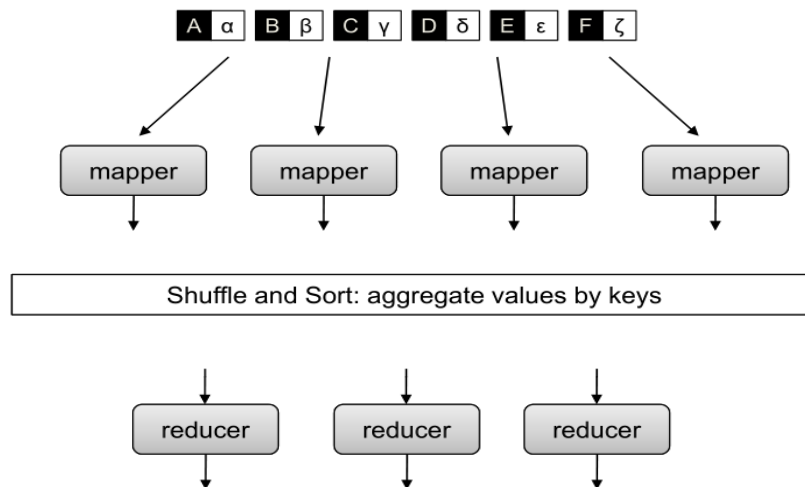 A α B β C γ D δ E ε F ζ
mapper mapper mapper mapper
Shuffle and Sort: aggregate values by keys
reducer reducer reducer